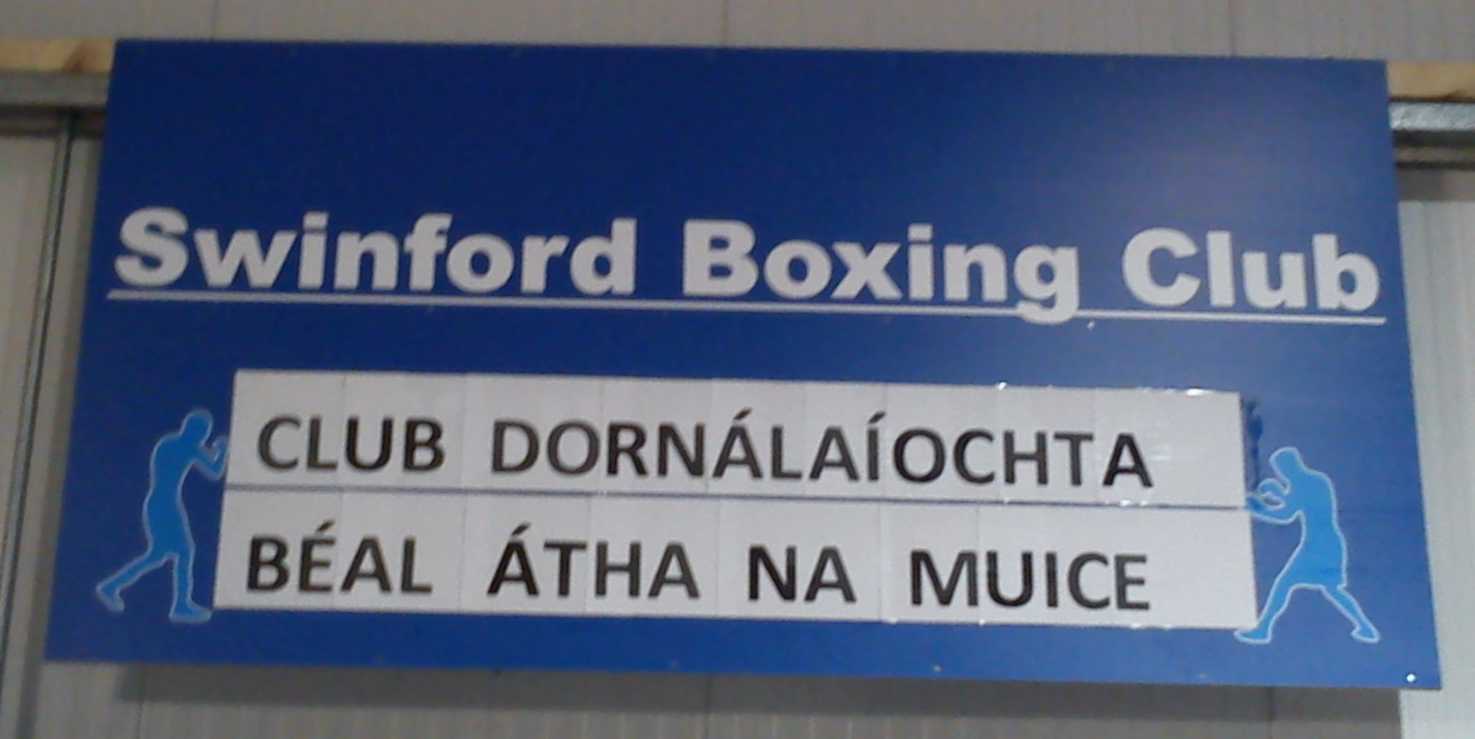 Swinford Boxing Club
CLUB DORNÁLAÍOCHTA
BÉAL ÁTHA NA MUICE